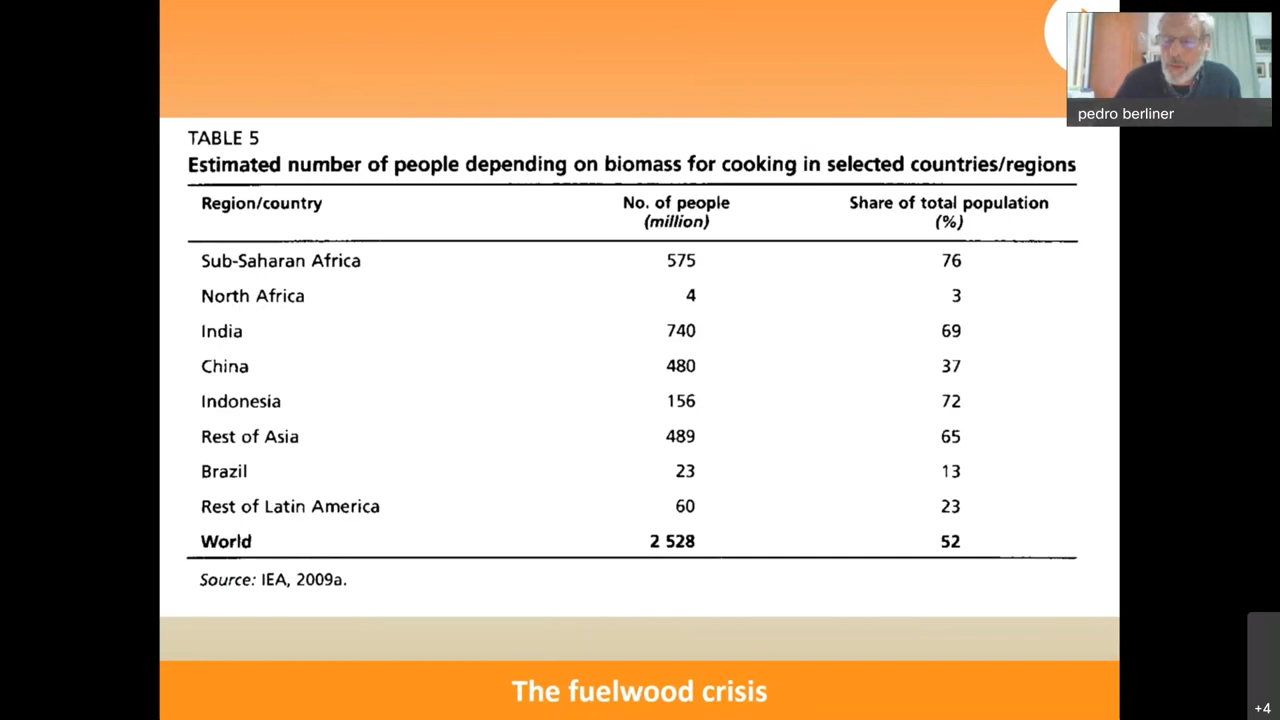 pedro berliner
TABLE 5
Estimated number of people depending on biomass for cooking in selected countries/regions
Region/country No. of people Share of total population
(million) (%)
Sub-Saharan Africa 575 76
North Africa 4 3
India 740 69
China 480 37
Indonesia 156 72
Rest of Asia 489 65
Brazil 23 13
Rest of Latin America 60 23
World 2 528 52
Source: IEA, 2009a.
The fuelwood crisis
+4